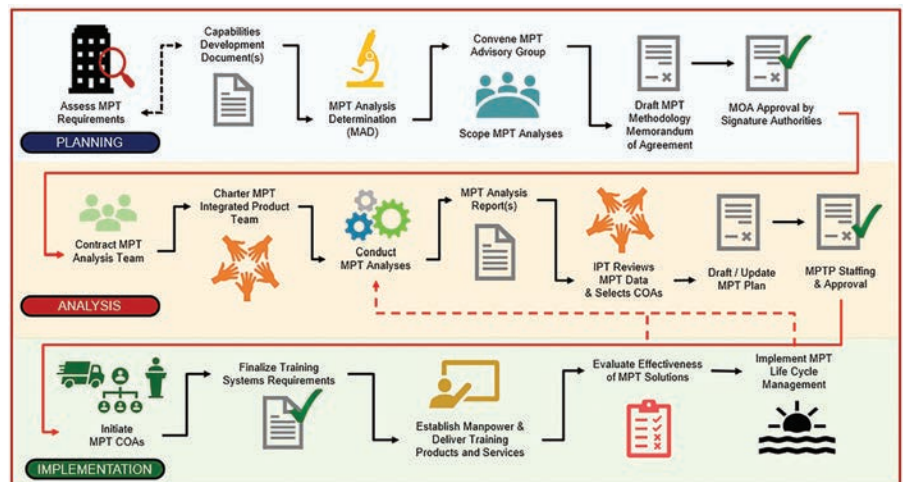 Assess MPT
Requirements
PLANNING
Capabilities
Development
Document(s)
MPT Analysis
Determination
(MAD)
Convene MPT
Advisory Group
Scope MPT Analyses
Draft MPT
Methodology
Memorandum
of Agreement
MOA Approval by
Signature Authorities
Contract MPT
Analysis Team
ANALYSIS
Charter MPT
Integrated Product
Team
Conduct
MPT Analyses
MPT Analysis
Report(s)
IPT Reviews
MPT Data
& Selects COAs
Draft / Update
MPT Plan
MPTP Staffing
& Approval
Initiate
MPT COAs
IMPLEMENTATION
Finalize Training
Systems Requirements
Establish Manpower &
Deliver Training
Products and Services
Evaluate Effectiveness
of MPT Solutions
Implement MPT
Life Cycle
Management